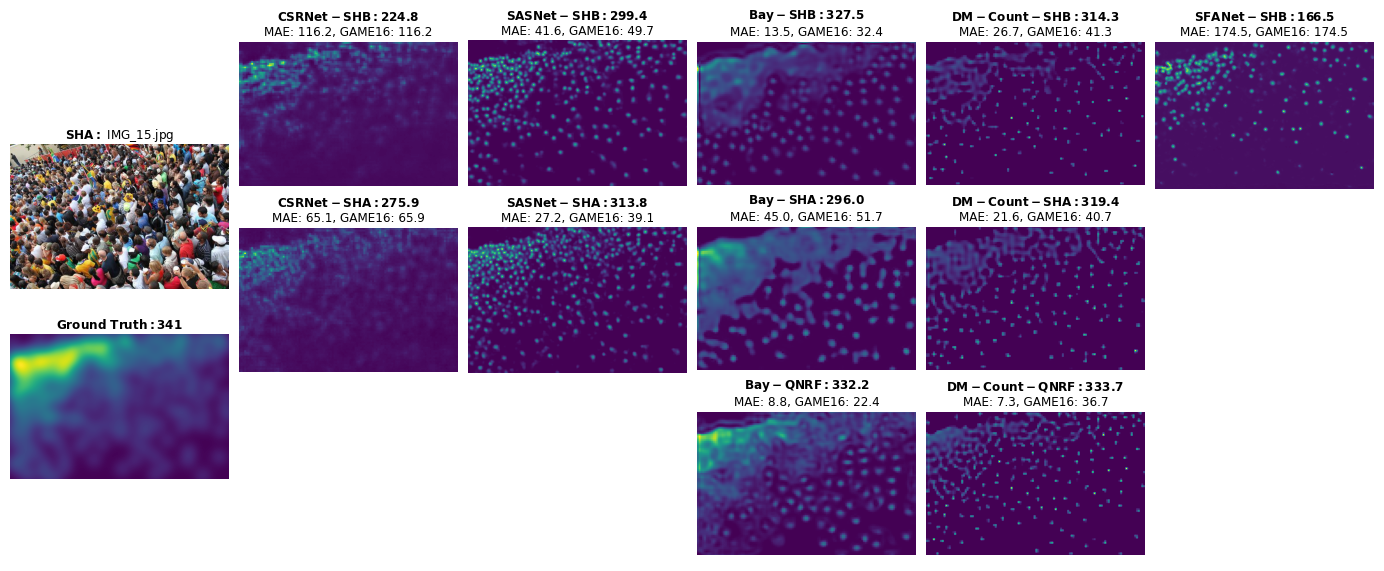 CSRNet−SHB: 224.8
MAE: 116.2, GAME16: 116.2
SASNet−SHB: 299.4
MAE: 41.6, GAME16: 49.7
Bay−SHB: 327.5
MAE: 13.5, GAME16: 32.4
DM−Count−SHB: 314.3
MAE: 26.7, GAME16: 41.3
SFANet−SHB: 166.5
MAE: 174.5, GAME16: 174.5
SHA: IMG_15.jpg
CSRNet−SHA: 275.9
MAE: 65.1, GAME16: 65.9
SASNet−SHA: 313.8
MAE: 27.2, GAME16: 39.1
Bay−SHA: 296.0
MAE: 45.0, GAME16: 51.7
DM−Count−SHA: 319.4
MAE: 21.6, GAME16: 40.7
Ground Truth: 341
Bay−QNRF: 332.2
MAE: 8.8, GAME16: 22.4
DM−Count−QNRF: 333.7
MAE: 7.3, GAME16: 36.7